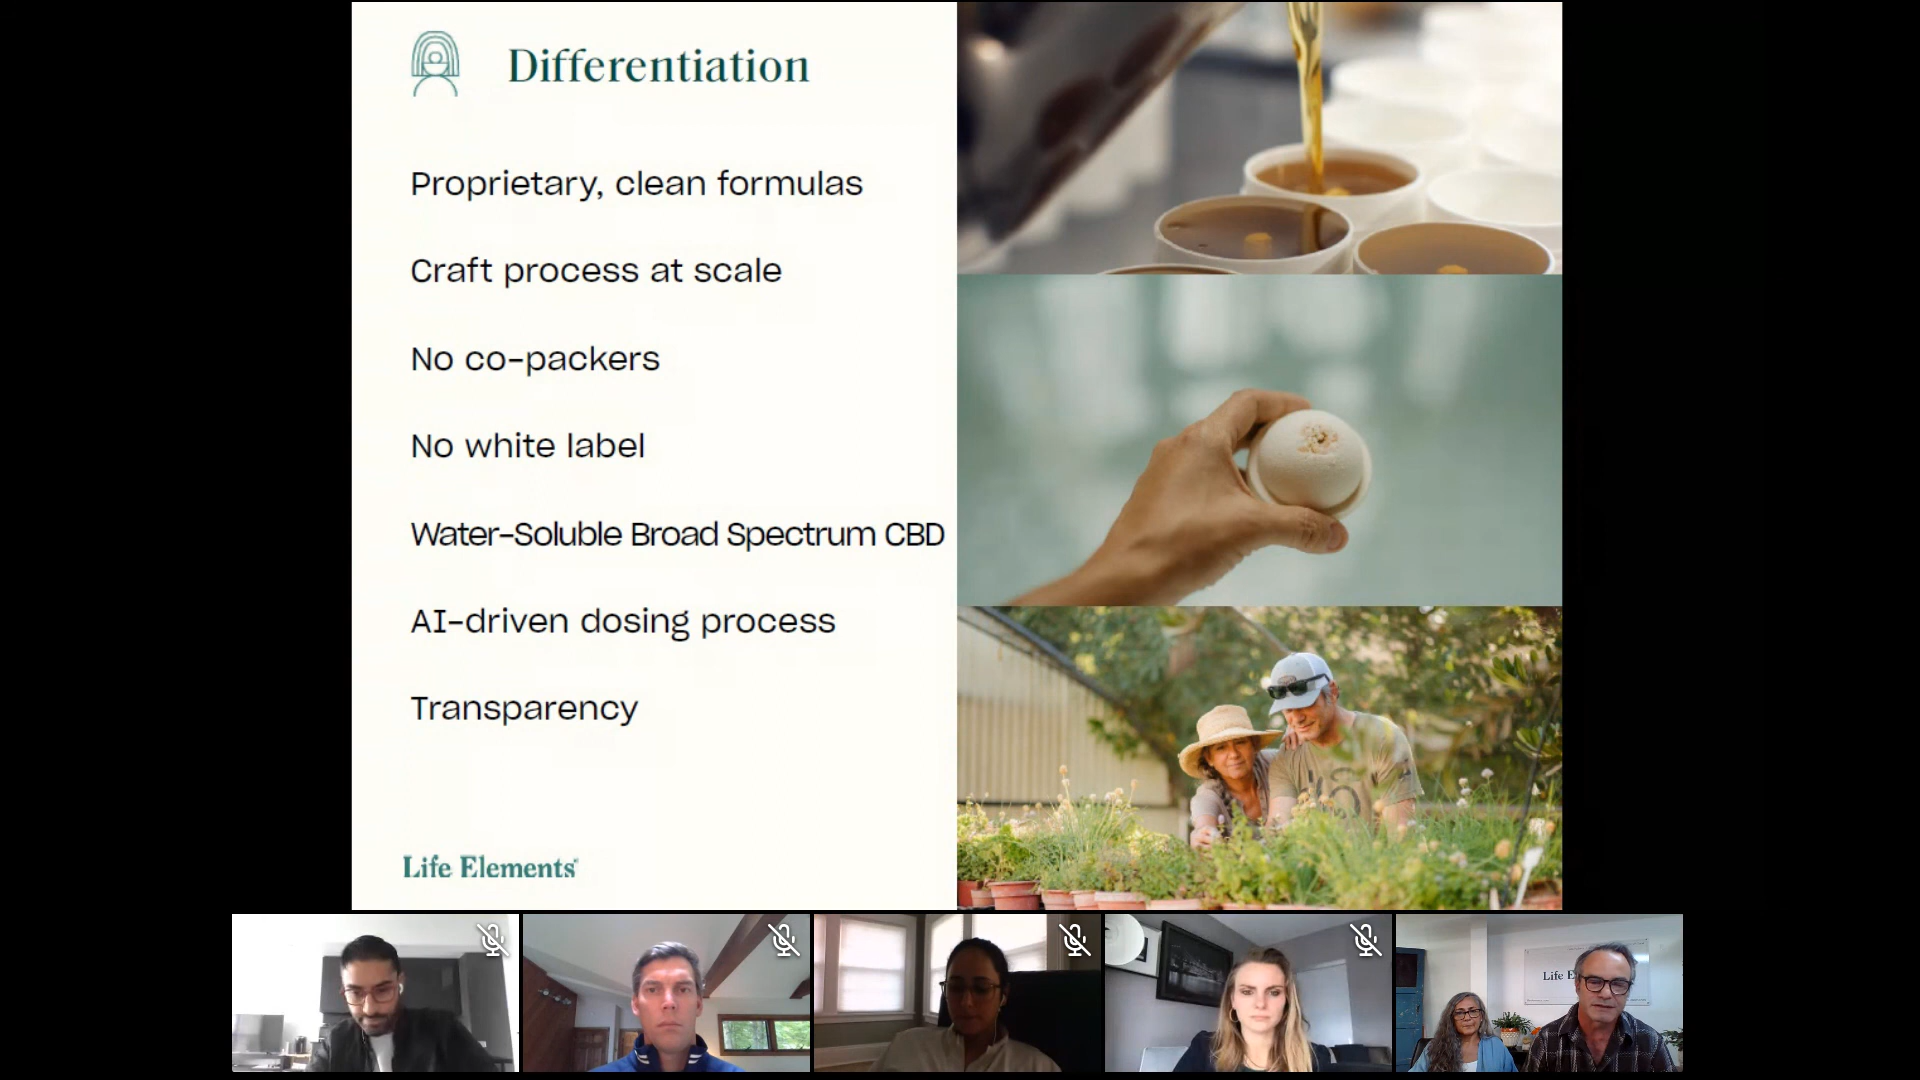 Differentiation
Proprietary, clean formulas
Craft process at scale
No co-packers
No white label
Water-Soluble Broad Spectrum CBD
AI-driven dosing process
Transparency
Life Elements
Life E